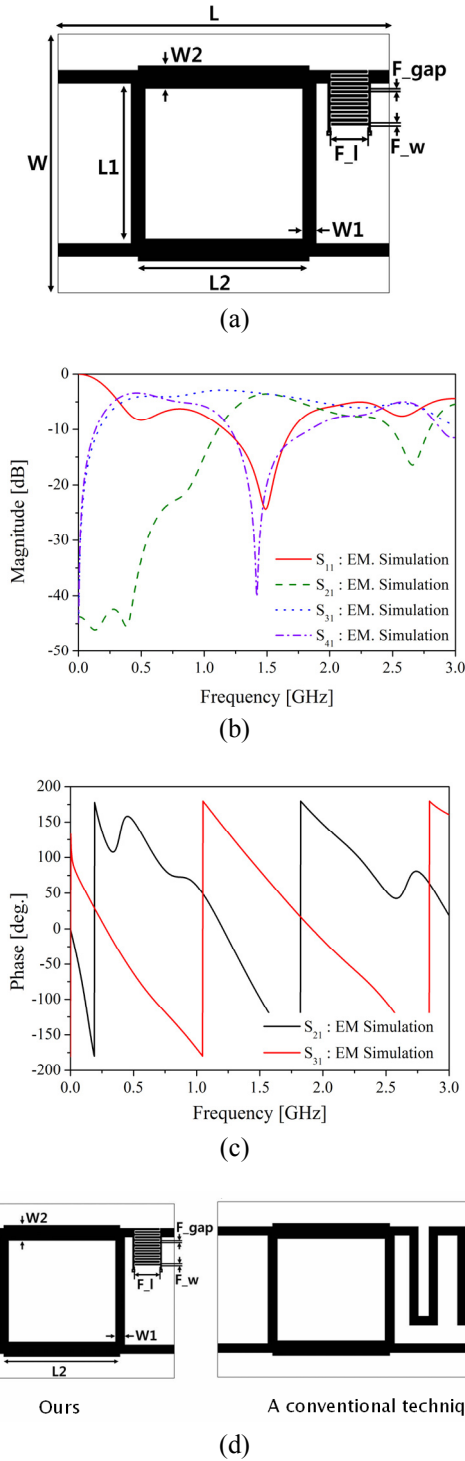 L
W2
F_gap
W
L1
F_l
F_w
W1
L2
(a)
0
-10
-20
-30
-40
-50
Magnitude [dB]
S11 : EM. Simulation
S21 : EM. Simulation
S31 : EM. Simulation
S41 : EM. Simulation
0.0 0.5 1.0 1.5 2.0 2.5 3.0
Frequency [GHz]
(b)
200
150
100
50
0
-50
-100
-150
-200
Phase [deg.]
S21 : EM Simulation
S31 : EM Simulation
0.0 0.5 1.0 1.5 2.0 2.5 3.0
Frequency [GHz]
(c)
W2
F_gap
F_l
F_w
W1
L2
Ours
A conventional techniq
(d)